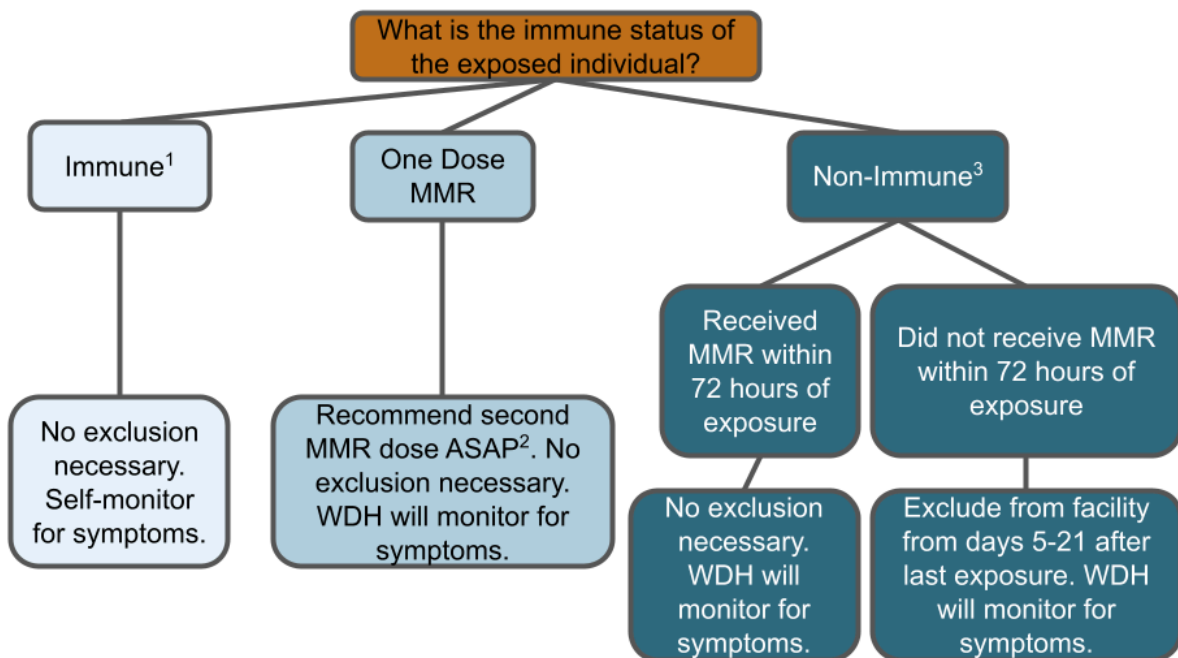 What is the immune status of
the exposed individual?
Immune¹
One Dose
MMR
Non-Immune³
Received
MMR within
72 hours of
exposure
Did not receive MMR
within 72 hours of
exposure
No exclusion
necessary.
Self-monitor
for symptoms.
Recommend second
MMR dose ASAP². No
exclusion necessary.
WDH will monitor for
symptoms.
No exclusion
necessary.
WDH will
monitor for
symptoms.
Exclude from facility
from days 5-21 after
last exposure. WDH
will monitor for
symptoms.